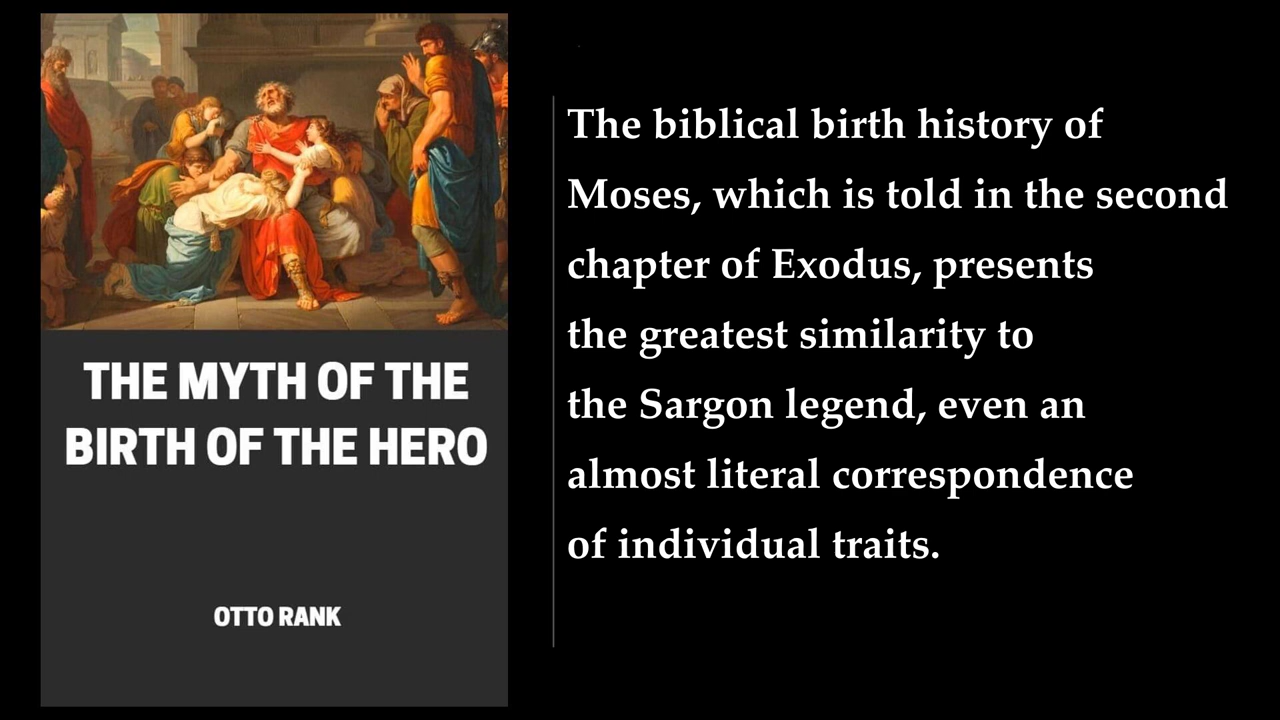 THE MYTH OF THE
BIRTH OF THE HERO
OTTO RANK
The biblical birth history of
Moses, which is told in the second
chapter of Exodus, presents
the greatest similarity to
the Sargon legend, even an
almost literal correspondence
of individual traits.